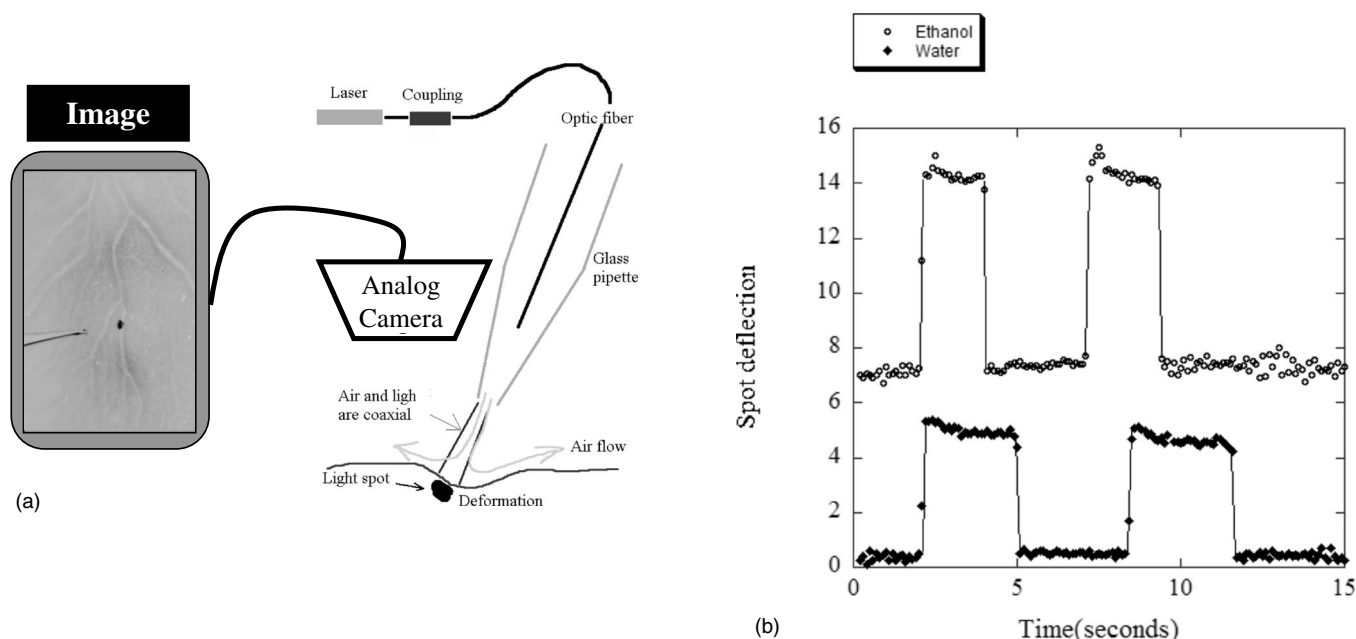 Image
Laser
Coupling
Optic fiber
Glass
pipette
Analog
Camera
Air and ligh
are coaxial
Air flow
Light spot
Deformation
(a)
Ethanol
Water
16
14
12
10
8
6
4
2
0
0
5
10
15
Spot deflection
Time(seconds)
(b)